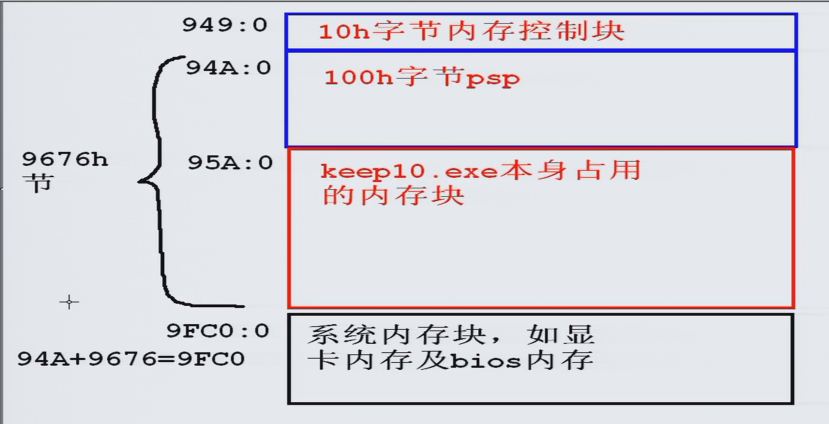 949:0
10h字节内存控制块
94A:0
100h字节psp
9676h
节
95A:0
keep10.exe本身占用
的内存块
9FC0:0
系统内存块，如显
卡内存及bios内存
94A+9676=9FC0